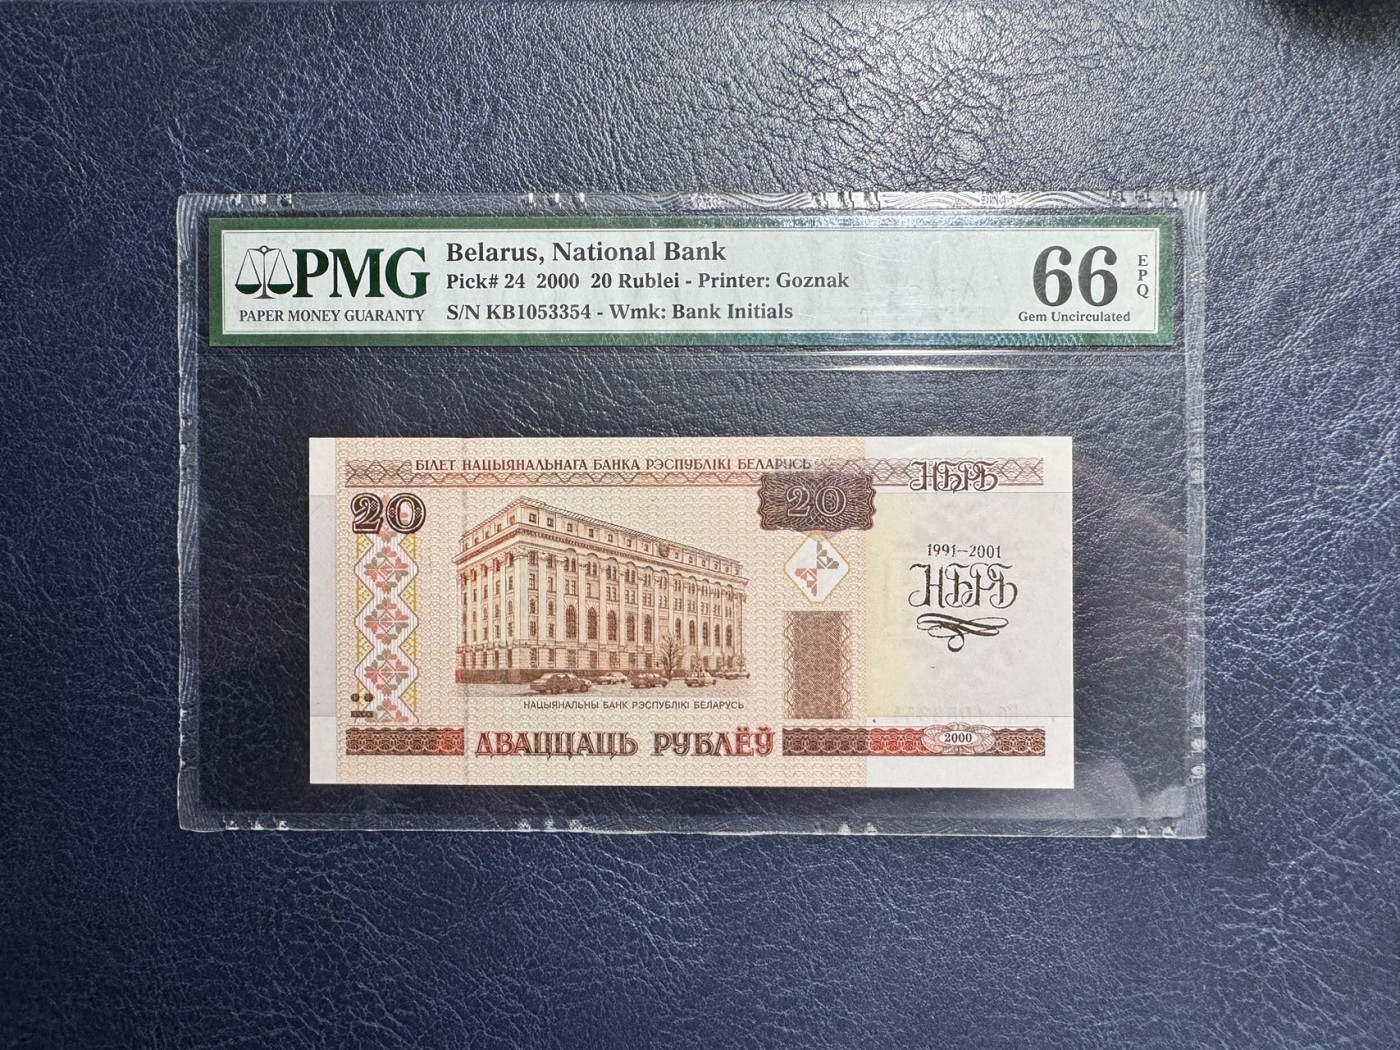 PMG
PAPER MONEY GUARANTY
Belarus, National Bank
Pick# 24 2000 20 Rublei - Printer: Goznak
S/N KB1053354 - Wmk: Bank Initials
66
EPQ
Gem Uncirculated
БІЛЕТ НАЦЫЯНАЛЬНАГА БАНКА РЭСПУБЛІКІ БЕЛАРУСЬ
НБРБ
20
20
1991–2001
НБРБ
НАЦЫЯНАЛЬНЫ БАНК РЭСПУБЛІКІ БЕЛАРУСЬ
ДВАЦЦАЦЬ РУБЛЁЎ
2000